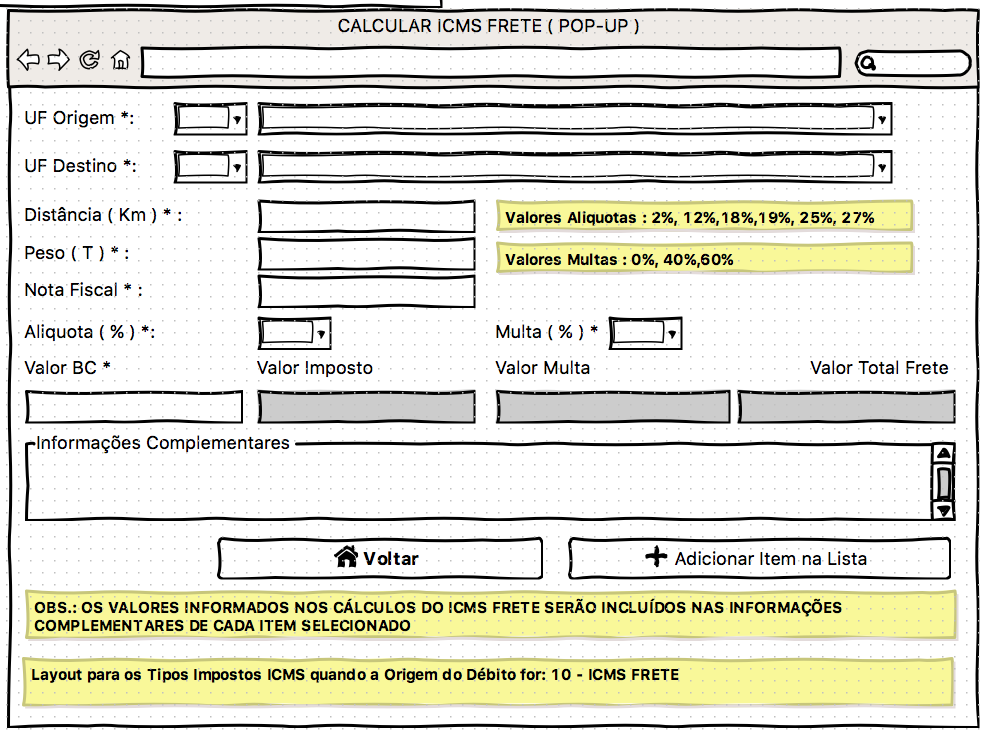 CALCULAR ICMS FRETE ( POP-UP )
UF Origem *:
UF Destino *:
Distância ( Km ) * :
Valores Aliquotas : 2%, 12%,18%,19%, 25%, 27%
Peso ( T ) * :
Valores Multas : 0%, 40%,60%
Nota Fiscal * :
Aliquota ( % ) *: Multa ( % ) *
Valor BC * Valor Imposto Valor Multa Valor Total Frete
Informações Complementares
Voltar Adicionar Item na Lista
OBS.: OS VALORES INFORMADOS NOS CÁLCULOS DO ICMS FRETE SERÃO INCLUÍDOS NAS INFORMAÇÕES
COMPLEMENTARES DE CADA ITEM SELECIONADO
Layout para os Tipos Impostos ICMS quando a Origem do Débito for: 10 - ICMS FRETE